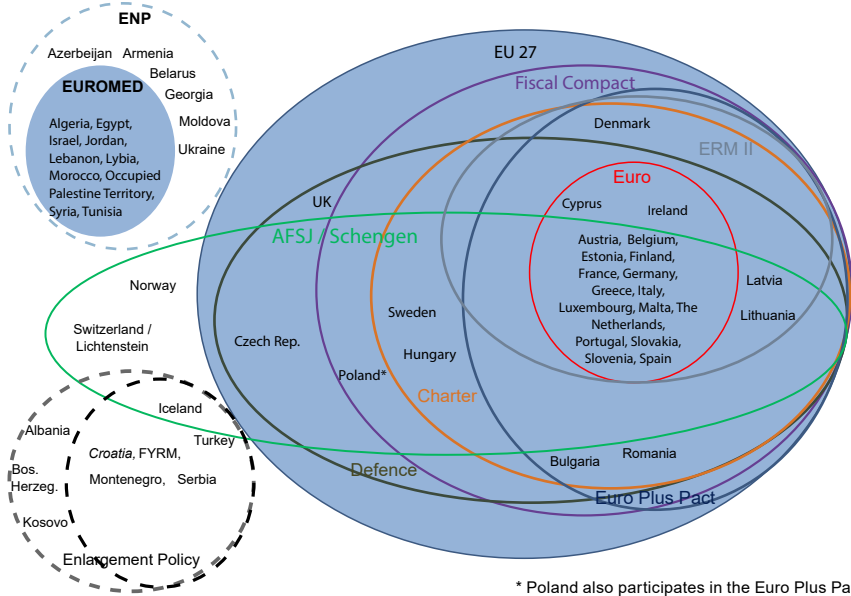 ENP
Azerbeijan
Armenia
Belarus
EUROMED
Georgia
Moldova
Ukraine
Algeria, Egypt,
Israel, Jordan,
Lebanon, Lybia,
Morocco, Occupied
Palestine Territory,
Syria, Tunisia
EU 27
Fiscal Compact
Denmark
ERM II
Euro
Cyprus
Ireland
UK
AFSJ / Schengen
Austria, Belgium,
Estonia, Finland,
France, Germany,
Greece, Italy,
Luxembourg, Malta, The
Netherlands,
Portugal, Slovakia,
Slovenia, Spain
Latvia
Lithuania
Norway
Switzerland /
Lichtenstein
Sweden
Czech Rep.
Hungary
Poland*
Charter
Iceland
Albania
Turkey
Croatia, FYRM,
Bos.
Herzeg.
Montenegro, Serbia
Kosovo
Enlargement Policy
Defence
Bulgaria
Romania
Euro Plus Pact
* Poland also participates in the Euro Plus Pa